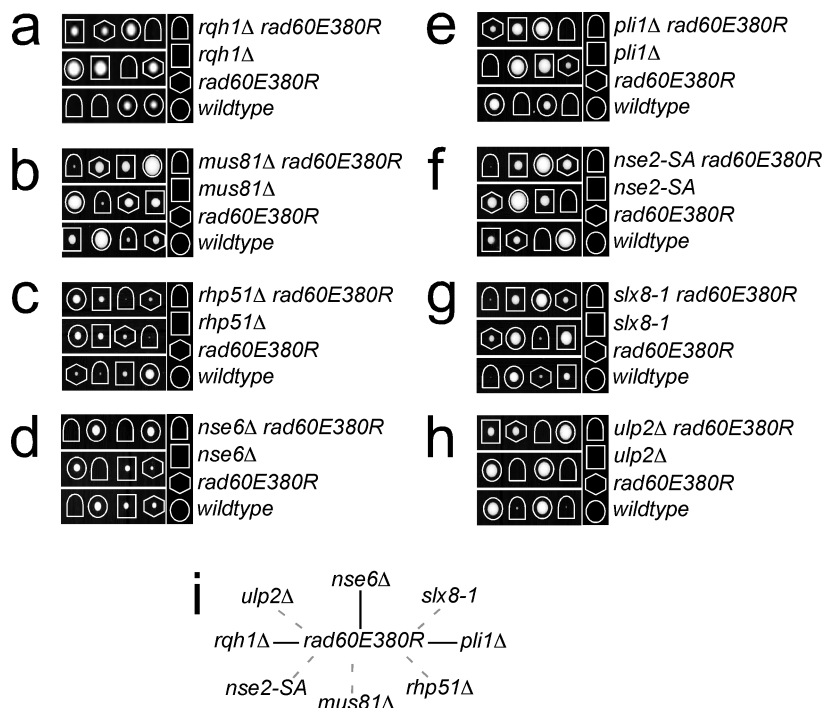 a
rqh1Δ rad60E380R
rqh1Δ
rad60E380R
wildtype
b
mus81Δ rad60E380R
mus81Δ
rad60E380R
wildtype
c
rhp51Δ rad60E380R
rhp51Δ
rad60E380R
wildtype
d
nse6Δ rad60E380R
nse6Δ
rad60E380R
wildtype
e
pli1Δ rad60E380R
pli1Δ
rad60E380R
wildtype
f
nse2-SA rad60E380R
nse2-SA
rad60E380R
wildtype
g
slx8-1 rad60E380R
slx8-1
rad60E380R
wildtype
h
ulp2Δ rad60E380R
ulp2Δ
rad60E380R
wildtype
i
nse6Δ
ulp2Δ slx8-1
rqh1Δ rad60E380R pli1Δ
nse2-SA rhp51Δ
mus81Δ